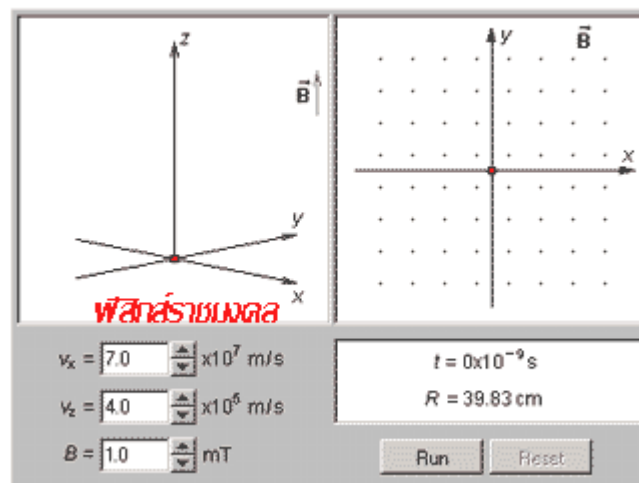 z
B
y
x
ฟิสิกส์ราชมงคล
y
B
x
vx = 7.0 x10⁷ m/s
vz = 4.0 x10⁵ m/s
B = 1.0 mT
t = 0x10⁻⁹ s
R = 39.83 cm
Run
Reset